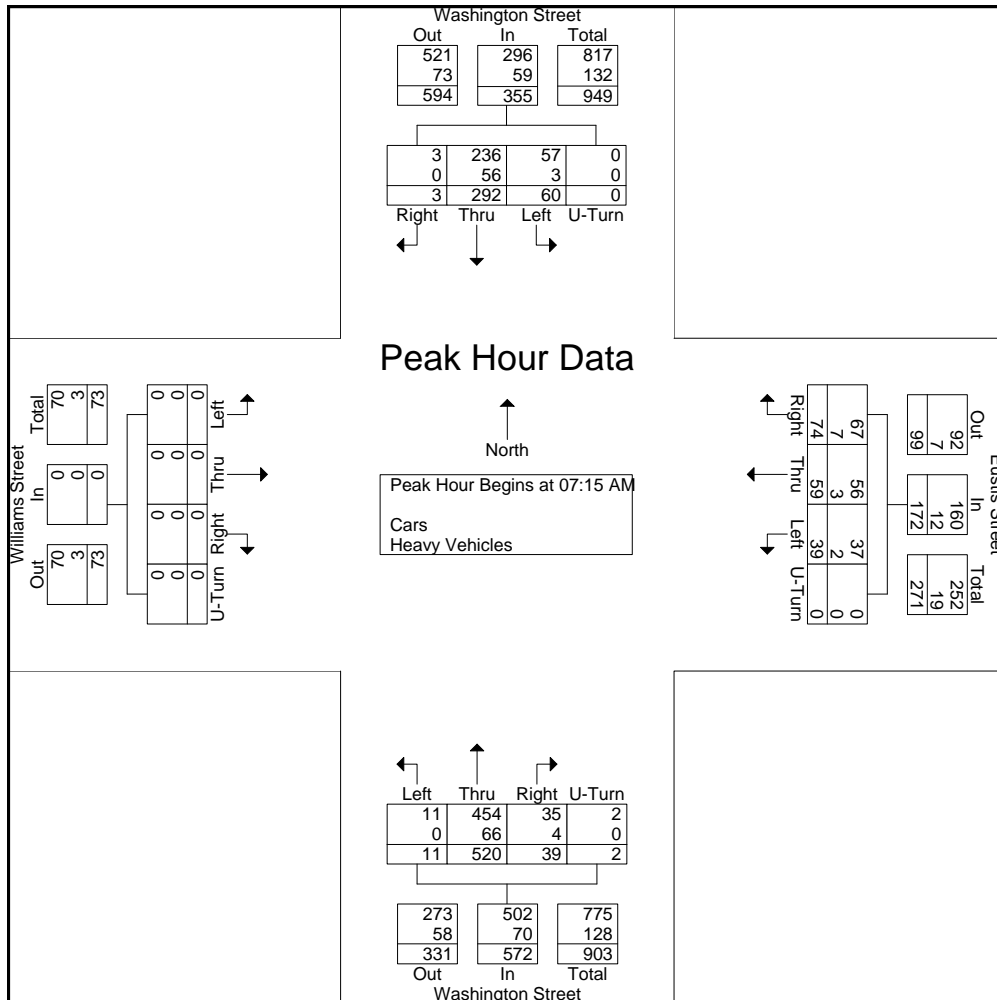 Washington Street
Out In Total
521 296 817
73 59 132
594 355 949
3 236 57 0
0 56 3 0
3 292 60 0
Right Thru Left U-Turn
Peak Hour Data
North
Peak Hour Begins at 07:15 AM
Cars
Heavy Vehicles
Williams Street
Out In Total
70 0 70
3 0 3
73 0 73
U-Turn Right Thru Left
0 0 0 0
0 0 0 0
0 0 0 0
Eustis Street
Out In Total
92 160 252
7 12 19
99 172 271
67 56 37 0
7 3 2 0
74 59 39 0
Right Thru Left U-Turn
Left Thru Right U-Turn
11 454 35 2
0 66 4 0
11 520 39 2
273 502 775
58 70 128
331 572 903
Out In Total
Washington Street